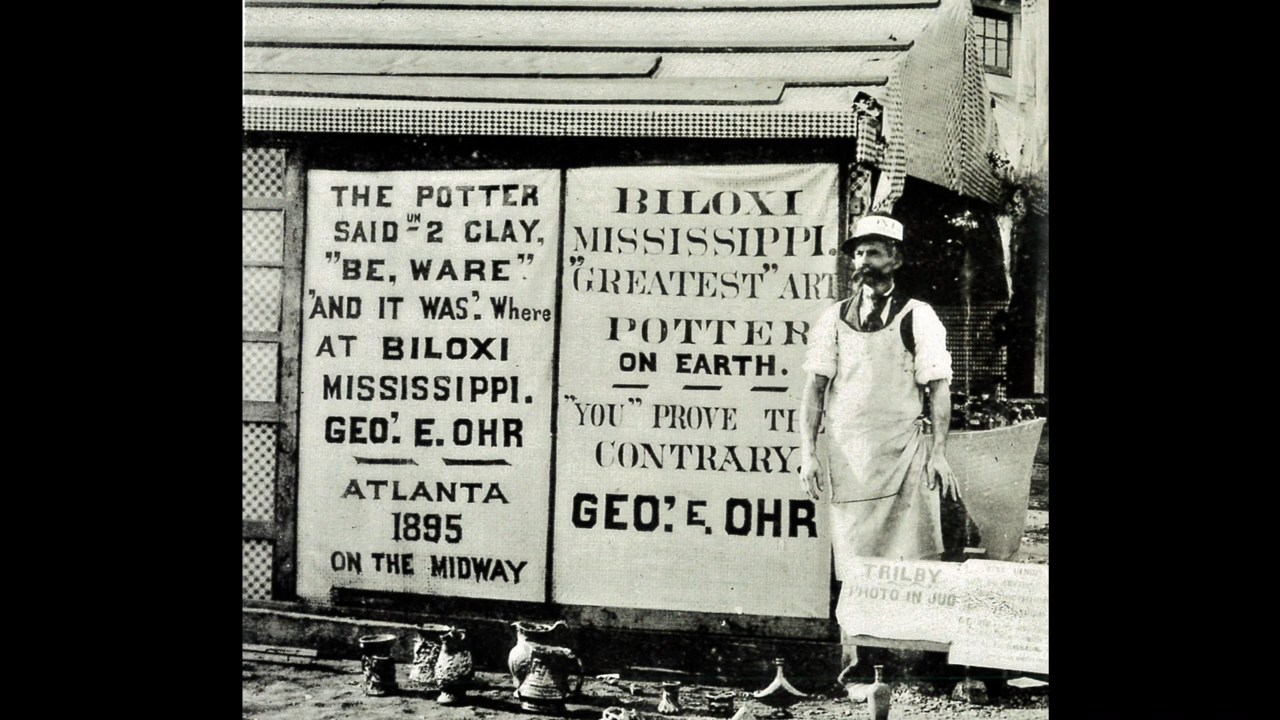 THE POTTER
SAID UN-2 CLAY,
"BE, WARE".
'AND IT WAS'. Where
AT BILOXI
MISSISSIPPI.
GEO'. E. OHR
ATLANTA
1895
ON THE MIDWAY
BILOXI
MISSISSIPPI.
"GREATEST" ART
POTTER
ON EARTH.
"YOU" PROVE THE
CONTRARY.
GEO'. E. OHR
TRILBY
PHOTO IN JUG